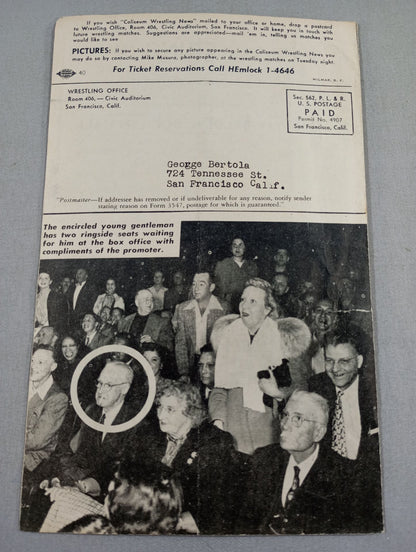 If you wish "Coliseum Wrestling News" mailed to your office or home, drop a postcard
to Wrestling Office, Room 406, Civic Auditorium, San Francisco. It will keep you in touch with
future wrestling matches. Suggestions are appreciated—mail 'em in, telling us matches you
would like to see
PICTURES: If you wish to secure any picture appearing in the Coliseum Wrestling News you
may do so by contacting Mike Mussura, photographer, at the wrestling matches on Tuesday night.
40
For Ticket Reservations Call HEmlock 1-4646
WRESTLING OFFICE
Room 406, — Civic Auditorium
San Francisco, Calif.
Sec. 562, P. L. & R.
U. S. POSTAGE
PAID
Permit No. 4907
San Francisco, Calif.
George Bertola
724 Tennessee St.
San Francisco Calif.
"Postmaster—If addressee has removed or if undeliverable for any reason, notify sender
stating reason on Form 3547, postage for which is guaranteed."
The encircled young gentleman
has two ringside seats waiting
for him at the box office with
compliments of the promoter.